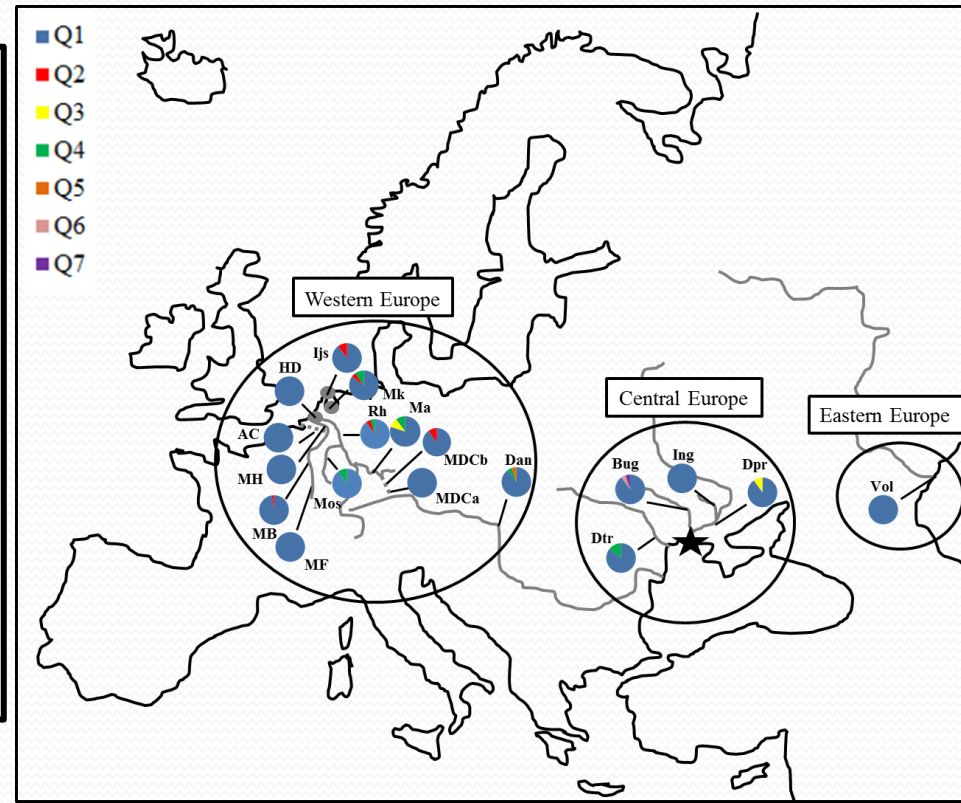 Q1
Q2
Q3
Q4
Q5
Q6
Q7
Western Europe
Central Europe
Eastern Europe
Ijs
HD
Mk
Rh
Ma
AC
MDCb
Dan
MH
Mos
MDCa
MB
MF
Bug
Ing
Dpr
Dtr
Vol